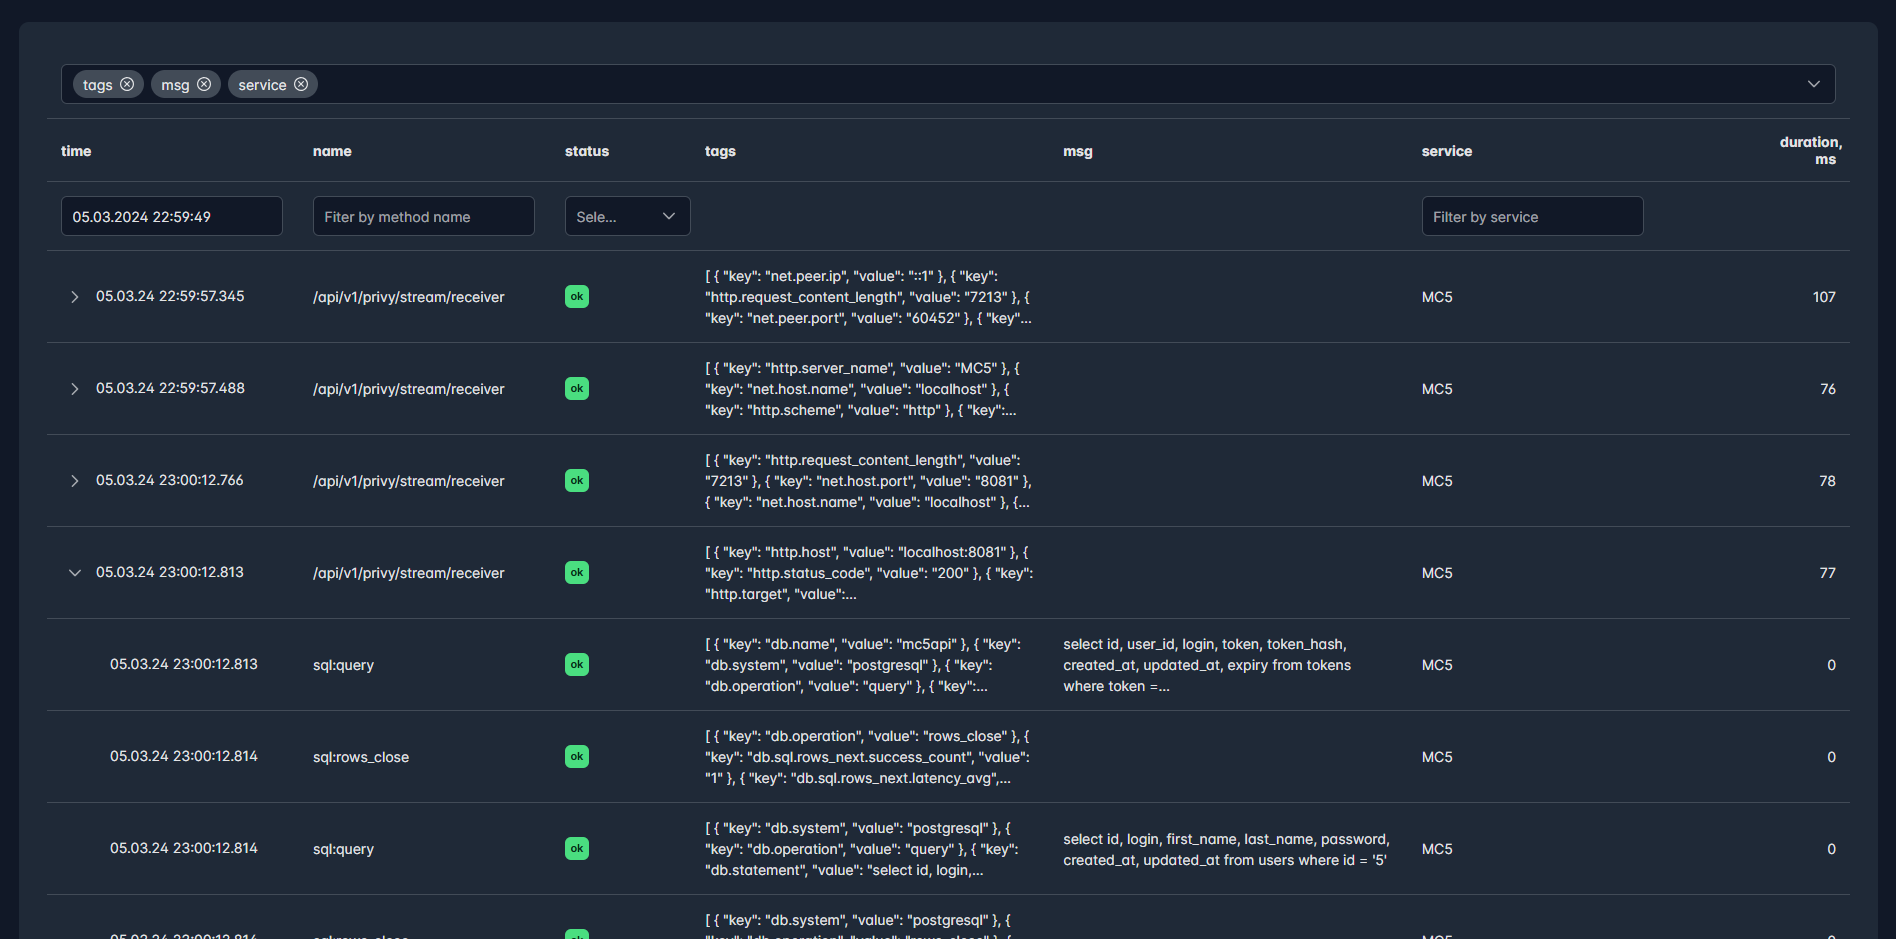 tags msg service
time name status tags msg service duration,
ms
05.03.2024 22:59:49 Fiter by method name Sele... Filter by service
[ { "key": "net.peer.ip", "value": "::1" }, { "key":
05.03.24 22:59:57.345 /api/v1/privy/stream/receiver ok "http.request_content_length", "value": "7213" }, { MC5 107
"key": "net.peer.port", "value": "60452" }, { "key"...
[ { "key": "http.server_name", "value": "MC5" }, {
05.03.24 22:59:57.488 /api/v1/privy/stream/receiver ok "key": "net.host.name", "value": "localhost" }, { MC5 76
"key": "http.scheme", "value": "http" }, { "key":...
[ { "key": "http.request_content_length", "value":
05.03.24 23:00:12.766 /api/v1/privy/stream/receiver ok "7213" }, { "key": "net.host.port", "value": "8081" }, MC5 78
{ "key": "net.host.name", "value": "localhost" }, {...
[ { "key": "http.host", "value": "localhost:8081" }, {
05.03.24 23:00:12.813 /api/v1/privy/stream/receiver ok "key": "http.status_code", "value": "200" }, { "key": MC5 77
"http.target", "value":...
[ { "key": "db.name", "value": "mc5api" }, { "key": select id, user_id, login, token, token_hash,
05.03.24 23:00:12.813 sql:query ok "db.system", "value": "postgresql" }, { "key": created_at, updated_at, expiry from tokens MC5 0
"db.operation", "value": "query" }, { "key":... where token =...
[ { "key": "db.operation", "value": "rows_close" }, {
05.03.24 23:00:12.814 sql:rows_close ok "key": "db.sql.rows_next.success_count", "value": MC5 0
"1" }, { "key": "db.sql.rows_next.latency_avg",...
[ { "key": "db.system", "value": "postgresql" }, {
05.03.24 23:00:12.814 sql:query ok "key": "db.operation", "value": "query" }, { "key": select id, login, first_name, last_name, password, created_at, updated_at from users where id = '5' MC5 0
"db.statement", "value": "select id, login,...
[ { "key": "db.system", "value": "postgresql" }, {